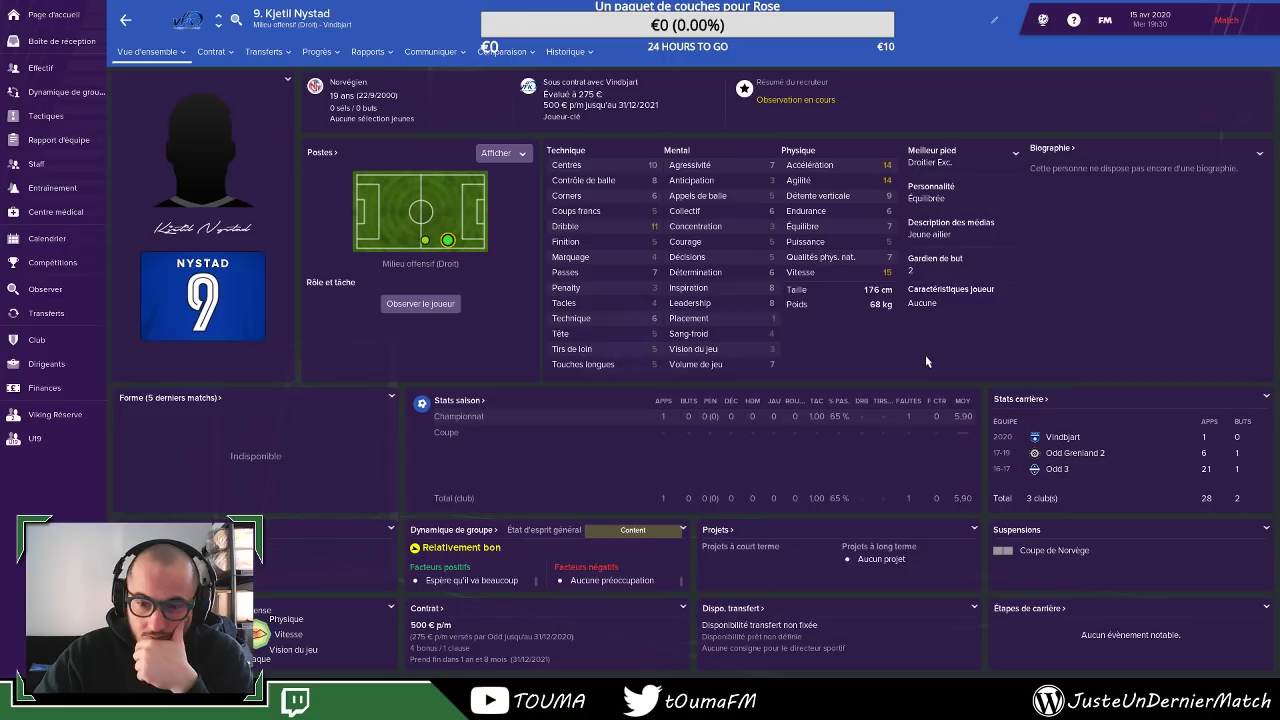 Un paquet de couches pour Rose
€0 (0.00%)
€0
24 HOURS TO GO
€10
9. Kjetil Nystad
Milieu offensif (Droit) - Vindbjart
FM
15 avr 2020
Mer 19h30
Match
Vue d'ensemble
Contrat
Transferts
Progrès
Rapports
Communiquer
Comparaison
Historique
Page d'accueil
Boîte de réception
Effectif
Dynamique de grou...
Tactiques
Rapport d'équipe
Staff
Entraînement
Centre médical
Calendrier
Compétitions
Observer
Transferts
Club
Dirigeants
Finances
Viking Réserve
U19
Kjetil Nystad
NYSTAD
9
Norvégien
19 ans (22/9/2000)
0 séls / 0 buts
Aucune sélection jeunes
Sous contrat avec Vindbjart
Évalué à 275 €
500 € p/m jusqu'au 31/12/2021
Joueur-clé
Résumé du recruteur
Observation en cours
Postes
Afficher
Milieu offensif (Droit)
Rôle et tâche
Observer le joueur
Technique
Centres 10
Contrôle de balle 8
Corners 6
Coups francs 5
Dribble 11
Finition 5
Marquage 4
Passes 7
Penalty 3
Tacles 4
Technique 6
Tête 5
Tirs de loin 5
Touches longues 5
Mental
Agressivité 7
Anticipation 3
Appels de balle 5
Collectif 6
Concentration 3
Courage 5
Décisions 5
Détermination 6
Inspiration 8
Leadership 8
Placement 1
Sang-froid 4
Vision du jeu 3
Volume de jeu 7
Physique
Accélération 14
Agilité 14
Détente verticale 9
Endurance 6
Équilibre 7
Puissance 5
Qualités phys. nat. 7
Vitesse 15
Taille 176 cm
Poids 68 kg
Meilleur pied
Droitier Exc.
Personnalité
Équilibrée
Description des médias
Jeune ailier
Gardien de but
2
Caractéristiques joueur
Aucune
Biographie
Cette personne ne dispose pas encore d'une biographie.
Forme (5 derniers matchs)
Indisponible
Stats saison
APPS BUTS PEN DÉC HDM JAU ROU... TAC % PAS. DRB TIRS... FAUTES F CTR MOY
Championnat 1 0 0 (0) 0 0 0 0 1,00 65 % - - 1 0 5,90
Coupe - - - - - - - - - - - - - ---
Total (club) 1 0 0 (0) 0 0 0 0 1,00 65 % - - 1 0 5,90
Stats carrière
ÉQUIPE APPS BUTS
2020 Vindbjart 1 0
17-19 Odd Grenland 2 6 1
16-17 Odd 3 21 1
Total 3 club(s) 28 2
Dynamique de groupe
État d'esprit général
Content
Relativement bon
Facteurs positifs
Espère qu'il va beaucoup
Facteurs négatifs
Aucune préoccupation
Projets
Projets à court terme
Projets à long terme
Aucun projet
Suspensions
Coupe de Norvège
Physique
Vitesse
Vision du jeu
Contrat
500 € p/m
(275 € p/m versés par Odd jusqu'au 31/12/2020)
4 bonus / 1 clause
Prend fin dans 1 an et 8 mois (31/12/2021)
Dispo. transfert
Disponibilité transfert non fixée
Disponibilité prêt non définie
Aucune consigne pour le directeur sportif
Étapes de carrière
Aucun évènement notable.
TOUMA
tOumaFM
JusteUnDernierMatch